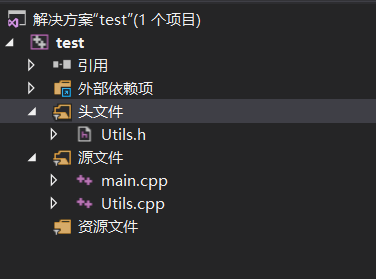 解决方案"test"(1 个项目)
test
引用
外部依赖项
头文件
Utils.h
源文件
main.cpp
Utils.cpp
资源文件